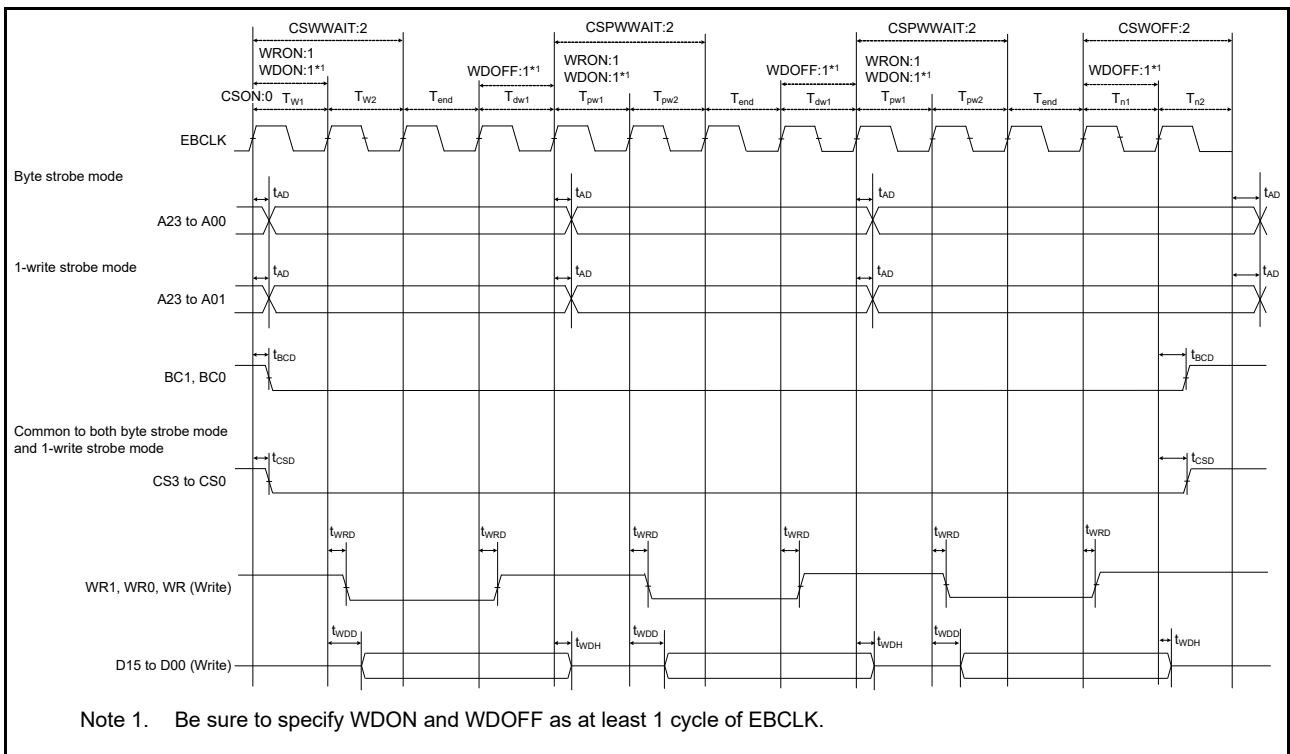 CSWWAIT:2 CSPWWAIT:2 CSPWWAIT:2 CSWOFF:2
WRON:1 WRON:1 WRON:1
WDON:1*1 WDOFF:1*1 WDON:1*1 WDOFF:1*1 WDON:1*1 WDOFF:1*1
CSON:0 TW1 TW2 Tend Tdw1 Tpw1 Tpw2 Tend Tdw1 Tpw1 Tpw2 Tend Tn1 Tn2
EBCLK
Byte strobe mode
tAD tAD tAD tAD
A23 to A00
1-write strobe mode
tAD tAD tAD tAD
A23 to A01
tBCD tBCD
BC1, BC0
Common to both byte strobe mode
and 1-write strobe mode
tCSD tCSD
CS3 to CS0
tWRD tWRD tWRD tWRD tWRD tWRD
WR1, WR0, WR (Write)
tWDD tWDH tWDD tWDH tWDD tWDH
D15 to D00 (Write)
Note 1. Be sure to specify WDON and WDOFF as at least 1 cycle of EBCLK.